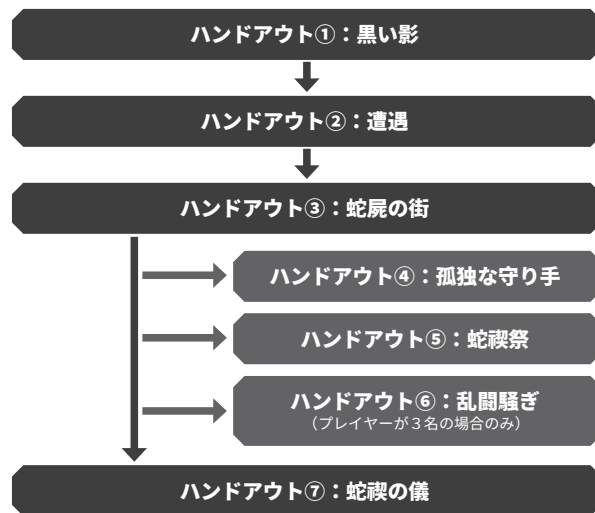 ハンドアウト①：黒い影
ハンドアウト②：遭遇
ハンドアウト③：蛇屍の街
ハンドアウト④：孤独な守り手
ハンドアウト⑤：蛇禊祭
ハンドアウト⑥：乱闘騒ぎ
（プレイヤーが３名の場合のみ）
ハンドアウト⑦：蛇禊の儀